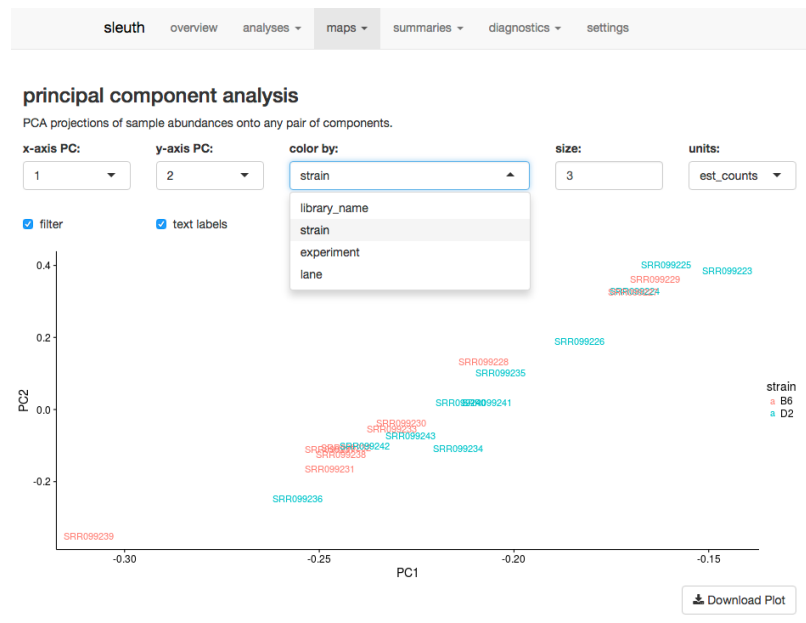 sleuth overview analyses maps summaries diagnostics settings
principal component analysis
PCA projections of sample abundances onto any pair of components.
x-axis PC: y-axis PC: color by: size: units:
1 2 strain 3 est_counts
filter text labels
library_name
strain
experiment
lane
0.4
SRR099225
SRR099223
SRR099229
SRR099224
0.2
SRR099226
SRR099228
SRR099235
strain
a B6
a D2
PC2
0.0
SRR099241
SRR099230
SRR099233
SRR099243
SRR099242
SRR099234
SRR099238
SRR099231
-0.2
SRR099236
SRR099239
-0.30 -0.25 -0.20 -0.15
PC1
Download Plot